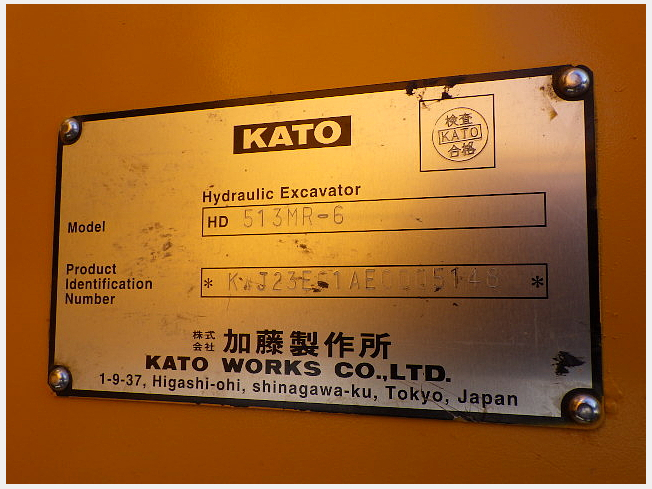 KATO
検査
KATO
合格
Hydraulic Excavator
Model
HD 513MR-6
Product
Identification
Number
株式
会社
加藤製作所
KATO WORKS CO.,LTD.
1-9-37, Higashi-ohi, shinagawa-ku, Tokyo, Japan